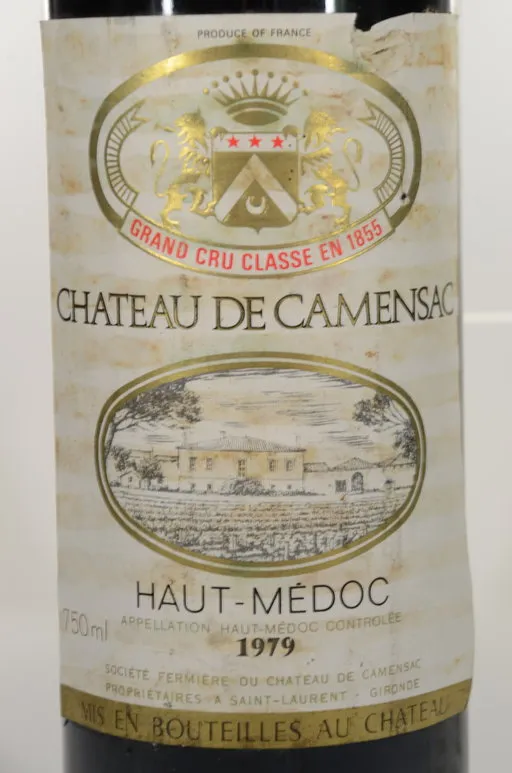 PRODUCE OF FRANCE
GRAND CRU CLASSE EN 1855
CHATEAU DE CAMENSAC
HAUT-MÉDOC
750ml
APPELLATION HAUT-MÉDOC CONTRÔLÉE
1979
SOCIÉTÉ FERMIÈRE DU CHATEAU DE CAMENSAC
PROPRIÉTAIRES A SAINT-LAURENT - GIRONDE
MIS EN BOUTEILLES AU CHATEAU